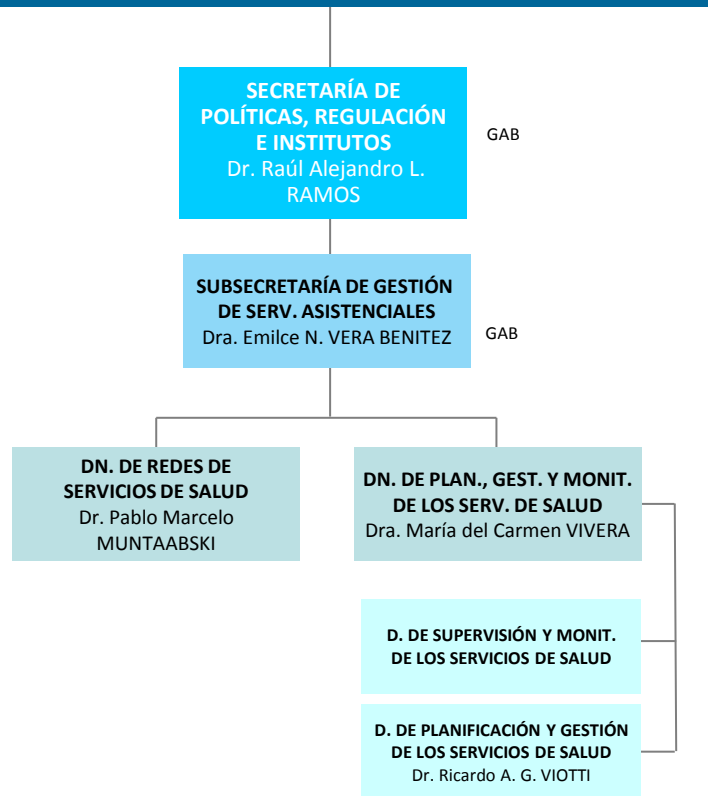 SECRETARÍA DE
POLÍTICAS, REGULACIÓN
E INSTITUTOS
Dr. Raúl Alejandro L.
RAMOS
GAB
SUBSECRETARÍA DE GESTIÓN
DE SERV. ASISTENCIALES
Dra. Emilce N. VERA BENITEZ
GAB
DN. DE REDES DE
SERVICIOS DE SALUD
Dr. Pablo Marcelo
MUNTAABSKI
DN. DE PLAN., GEST. Y MONIT.
DE LOS SERV. DE SALUD
Dra. María del Carmen VIVERA
D. DE SUPERVISIÓN Y MONIT.
DE LOS SERVICIOS DE SALUD
D. DE PLANIFICACIÓN Y GESTIÓN
DE LOS SERVICIOS DE SALUD
Dr. Ricardo A. G. VIOTTI